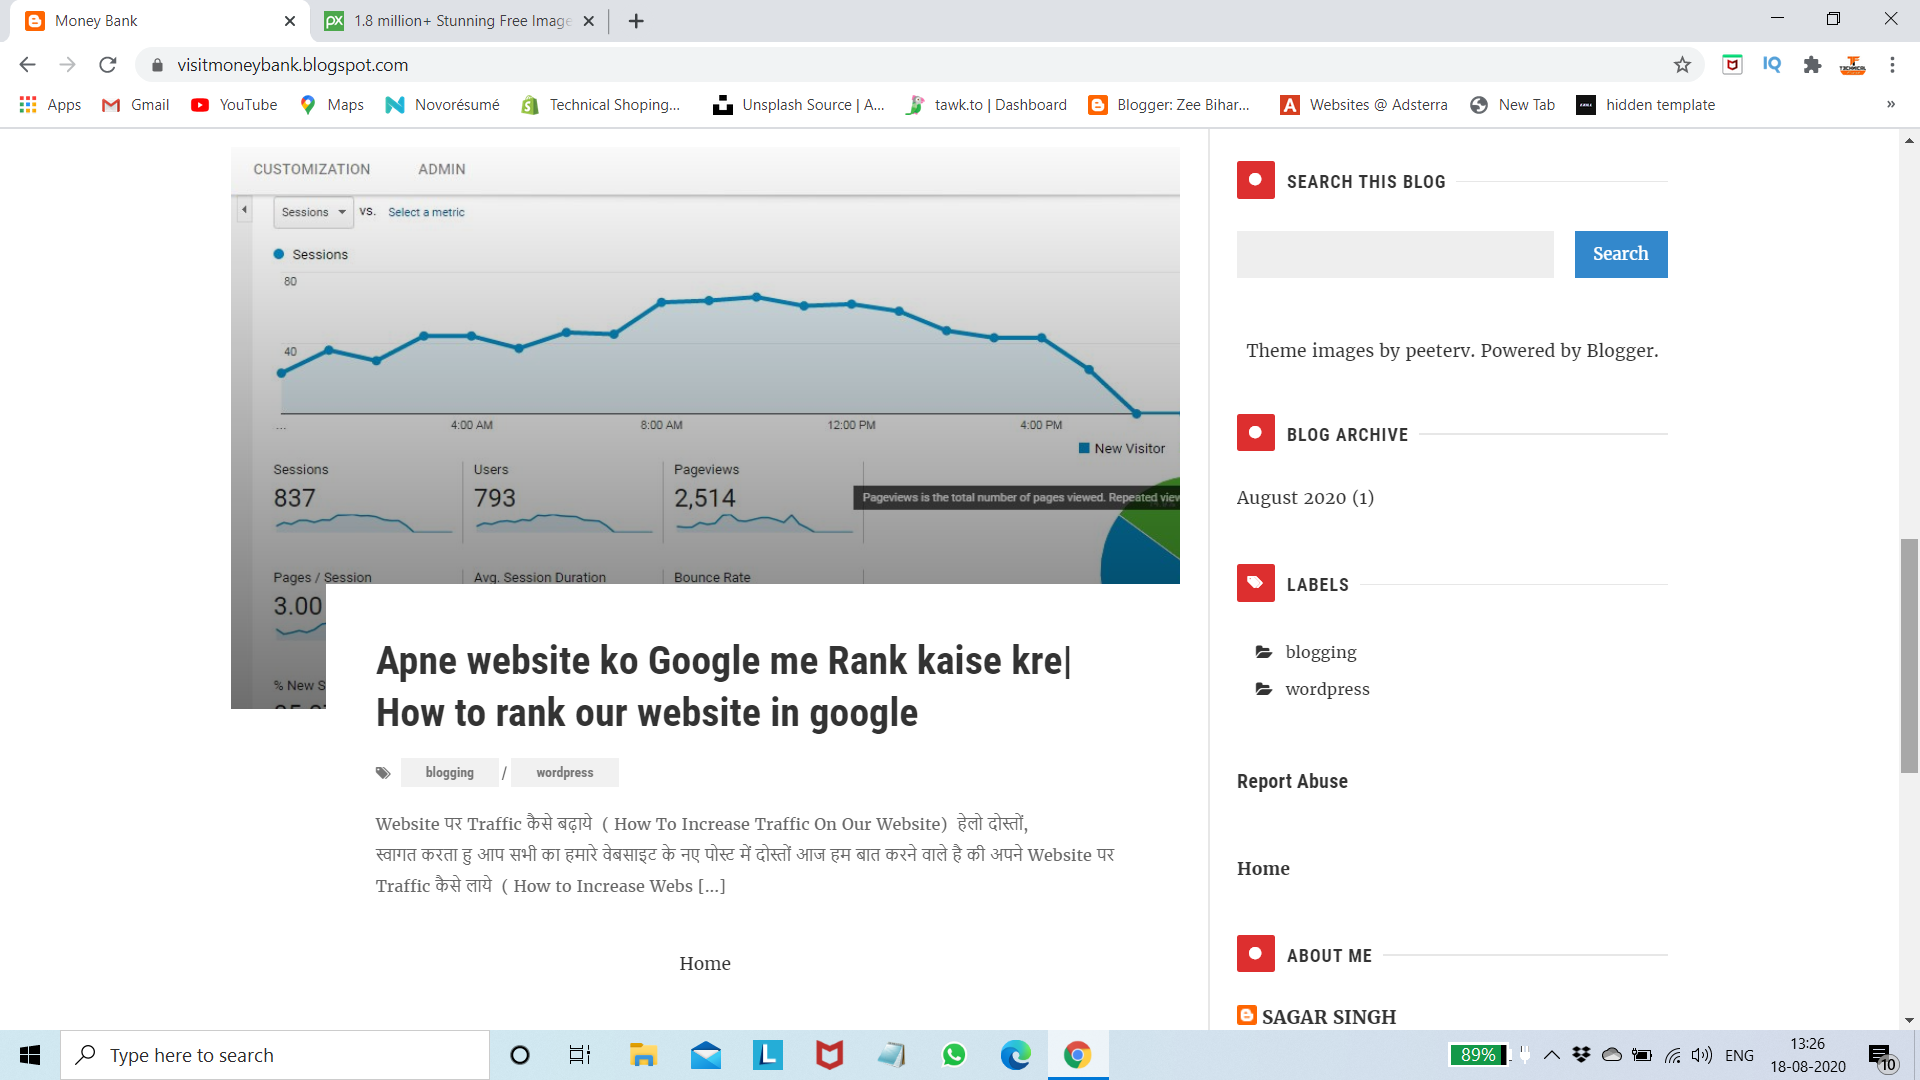 Money Bank
1.8 million+ Stunning Free Image
visitmoneybank.blogspot.com
Apps Gmail YouTube Maps Novorésumé Technical Shoping... Unsplash Source | A... tawk.to | Dashboard Blogger: Zee Bihar... Websites @ Adsterra New Tab hidden template »
CUSTOMIZATION ADMIN
Sessions vs. Select a metric
Sessions
80
40
... 4:00 AM 8:00 AM 12:00 PM 4:00 PM
New Visitor
Sessions Users Pageviews
837 793 2,514
Pageviews is the total number of pages viewed. Repeated view
Pages / Session Avg. Session Duration Bounce Rate
3.00
% New S
Apne website ko Google me Rank kaise kre|
How to rank our website in google
blogging / wordpress
Website पर Traffic कैसे बढ़ाये ( How To Increase Traffic On Our Website) हेलो दोस्तों,
स्वागत करता हु आप सभी का हमारे वेबसाइट के नए पोस्ट में दोस्तों आज हम बात करने वाले है की अपने Website पर
Traffic कैसे लाये ( How to Increase Webs [...]
Home
SEARCH THIS BLOG
Search
Theme images by peeterv. Powered by Blogger.
BLOG ARCHIVE
August 2020 (1)
LABELS
blogging
wordpress
Report Abuse
Home
ABOUT ME
SAGAR SINGH
Type here to search
89%
ENG
13:26
18-08-2020
10